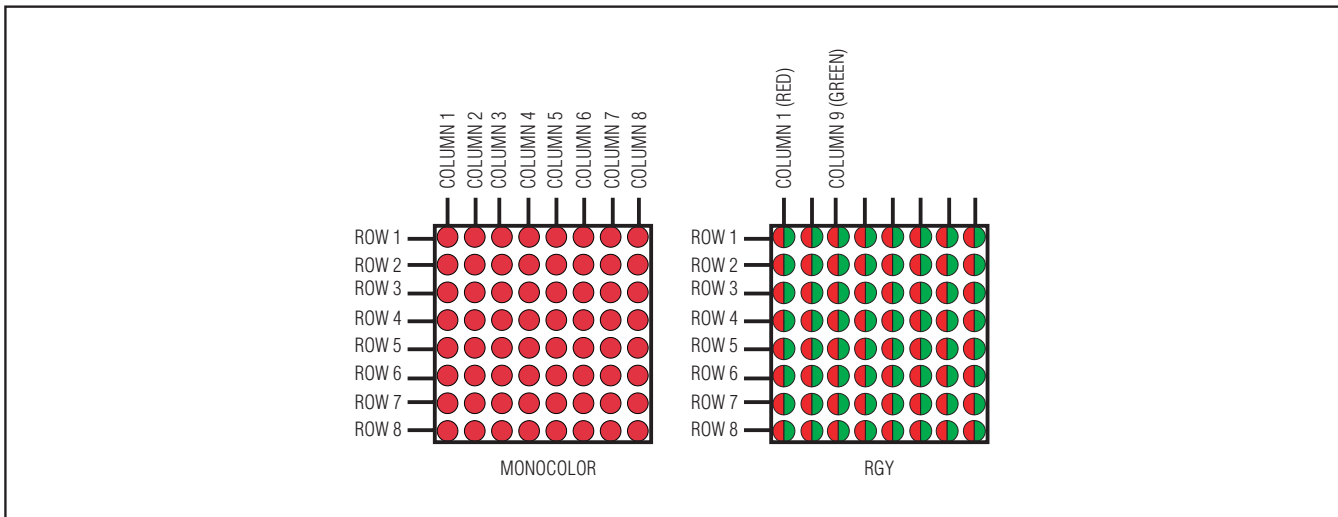 COLUMN 1
COLUMN 2
COLUMN 3
COLUMN 4
COLUMN 5
COLUMN 6
COLUMN 7
COLUMN 8
ROW 1
ROW 2
ROW 3
ROW 4
ROW 5
ROW 6
ROW 7
ROW 8
MONOCOLOR
COLUMN 1 (RED)
COLUMN 9 (GREEN)
ROW 1
ROW 2
ROW 3
ROW 4
ROW 5
ROW 6
ROW 7
ROW 8
RGY